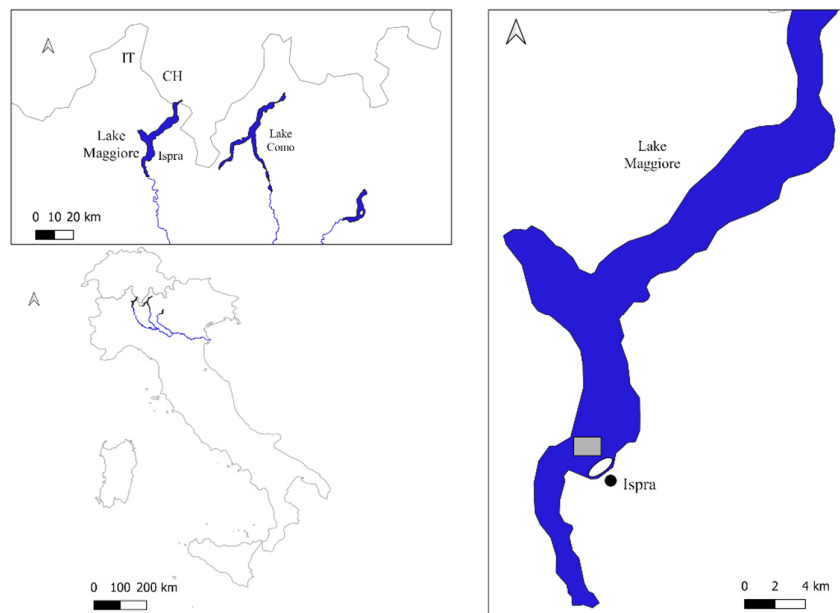 IT
CH
Lake
Maggiore
Ispra
Lake
Como
0 10 20 km
0 100 200 km
Lake
Maggiore
Ispra
0 2 4 km